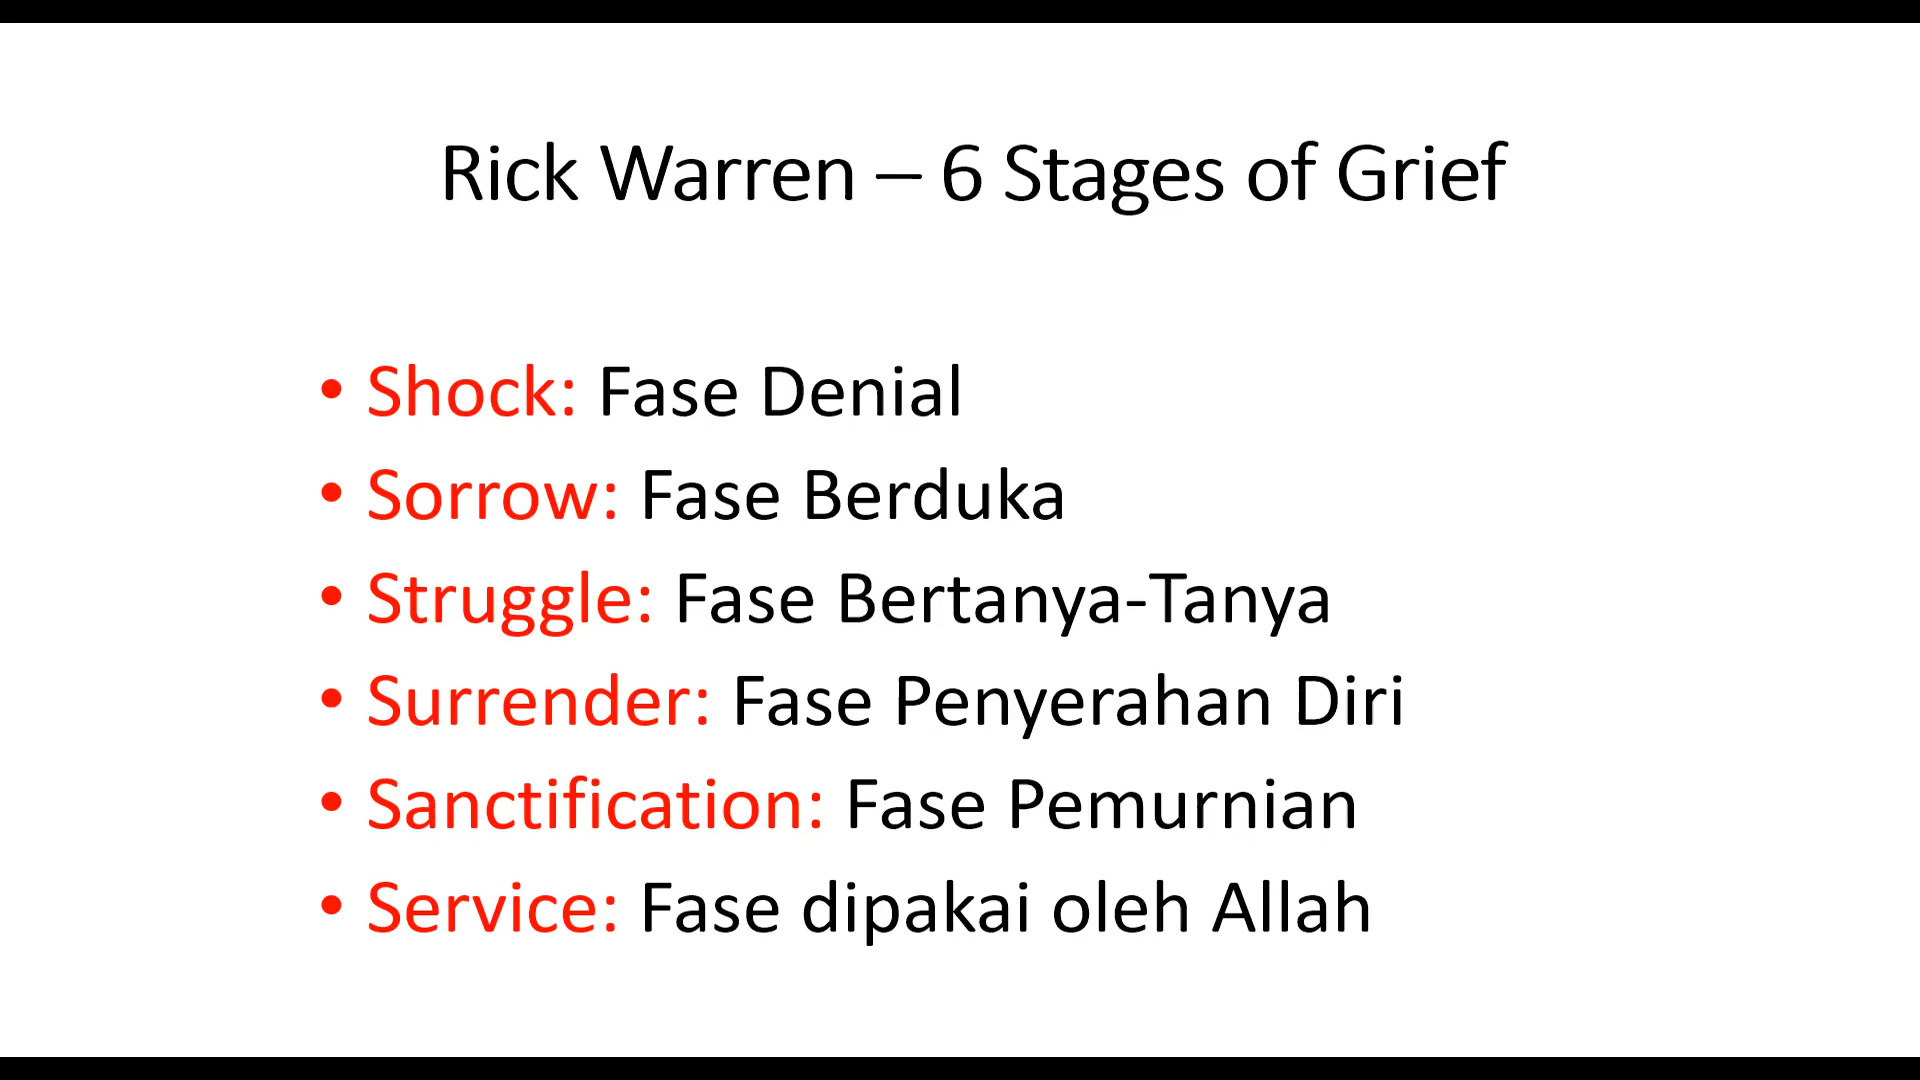 Rick Warren – 6 Stages of Grief
• Shock: Fase Denial
• Sorrow: Fase Berduka
• Struggle: Fase Bertanya-Tanya
• Surrender: Fase Penyerahan Diri
• Sanctification: Fase Pemurnian
• Service: Fase dipakai oleh Allah